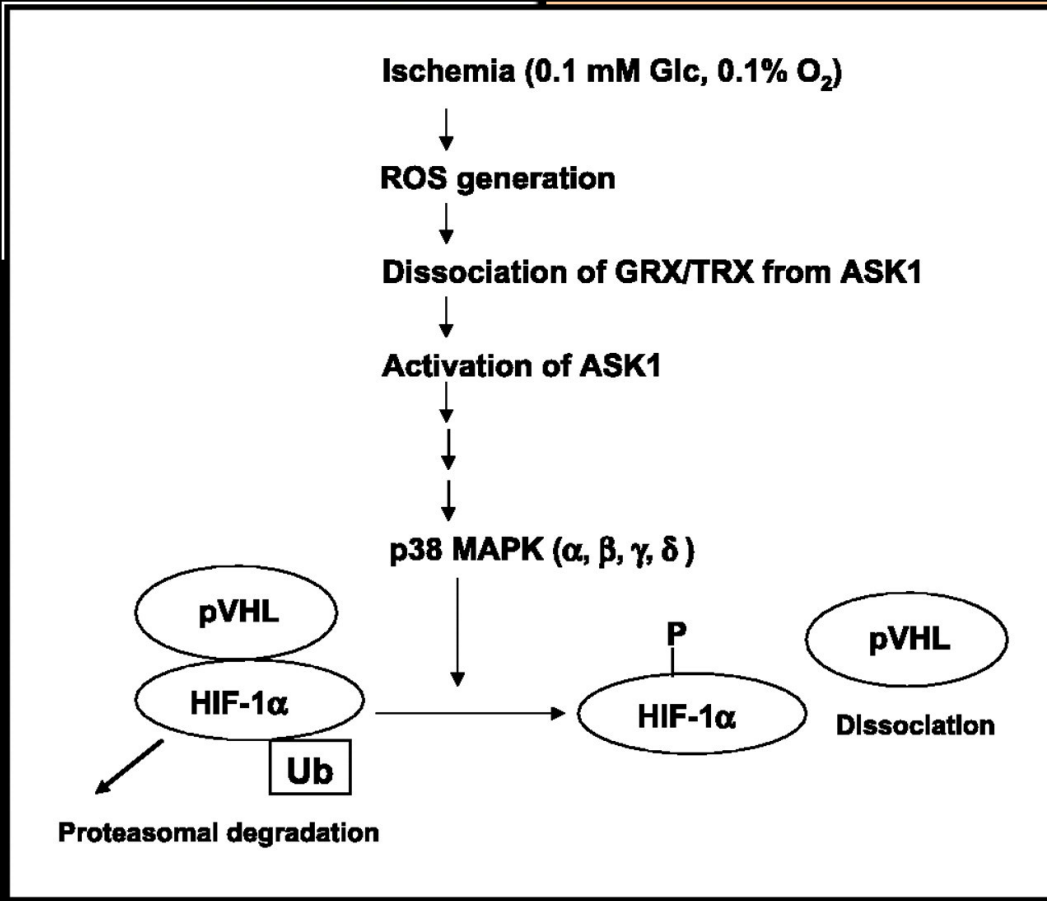 Ischemia (0.1 mM Glc, 0.1% O₂)
ROS generation
Dissociation of GRX/TRX from ASK1
Activation of ASK1
p38 MAPK (α, β, γ, δ )
pVHL
HIF-1α
Ub
Proteasomal degradation
P
HIF-1α
pVHL
Dissociation